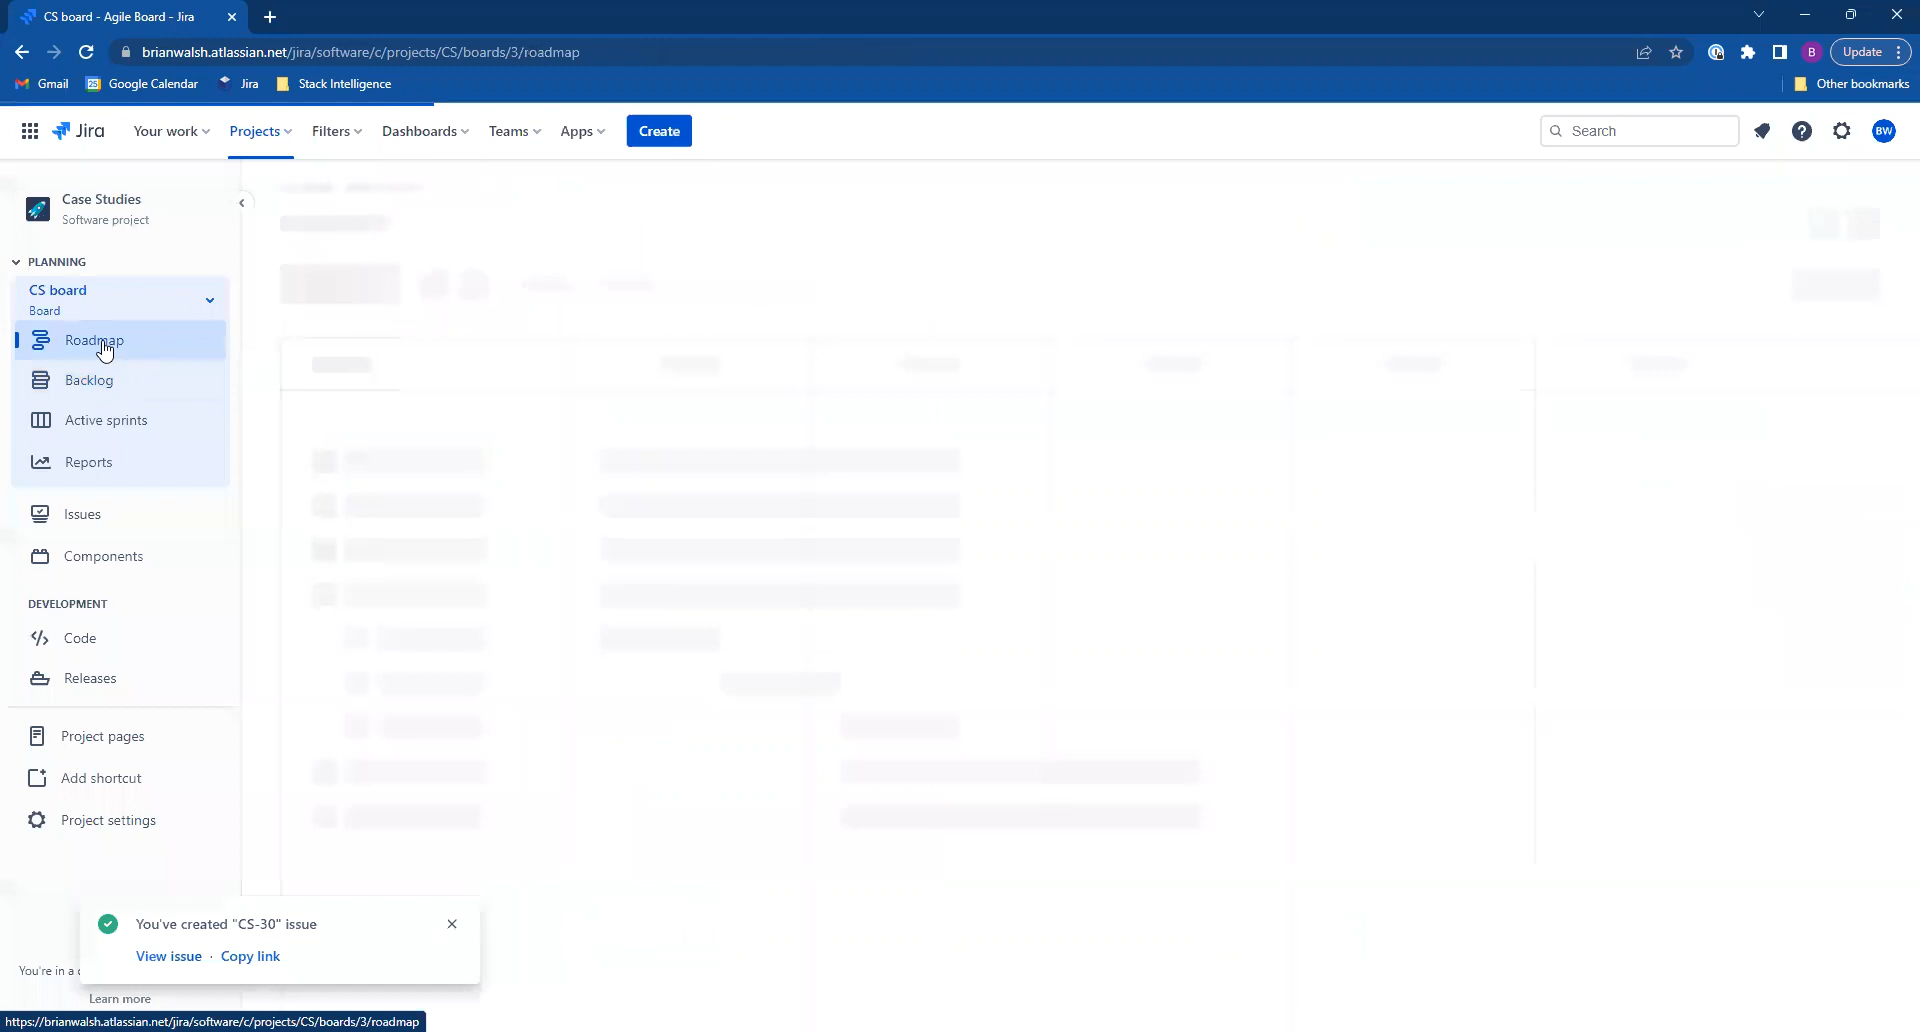 CS board - Agile Board - Jira
brianwalsh.atlassian.net/jira/software/c/projects/CS/boards/3/roadmap
B
Update
Gmail
Google Calendar
Jira
Stack Intelligence
Other bookmarks
Jira
Your work
Projects
Filters
Dashboards
Teams
Apps
Create
Search
BW
Case Studies
Software project
PLANNING
CS board
Board
Roadmap
Backlog
Active sprints
Reports
Issues
Components
DEVELOPMENT
Code
Releases
Project pages
Add shortcut
Project settings
You've created "CS-30" issue
View issue · Copy link
You're in a
Learn more
https://brianwalsh.atlassian.net/jira/software/c/projects/CS/boards/3/roadmap